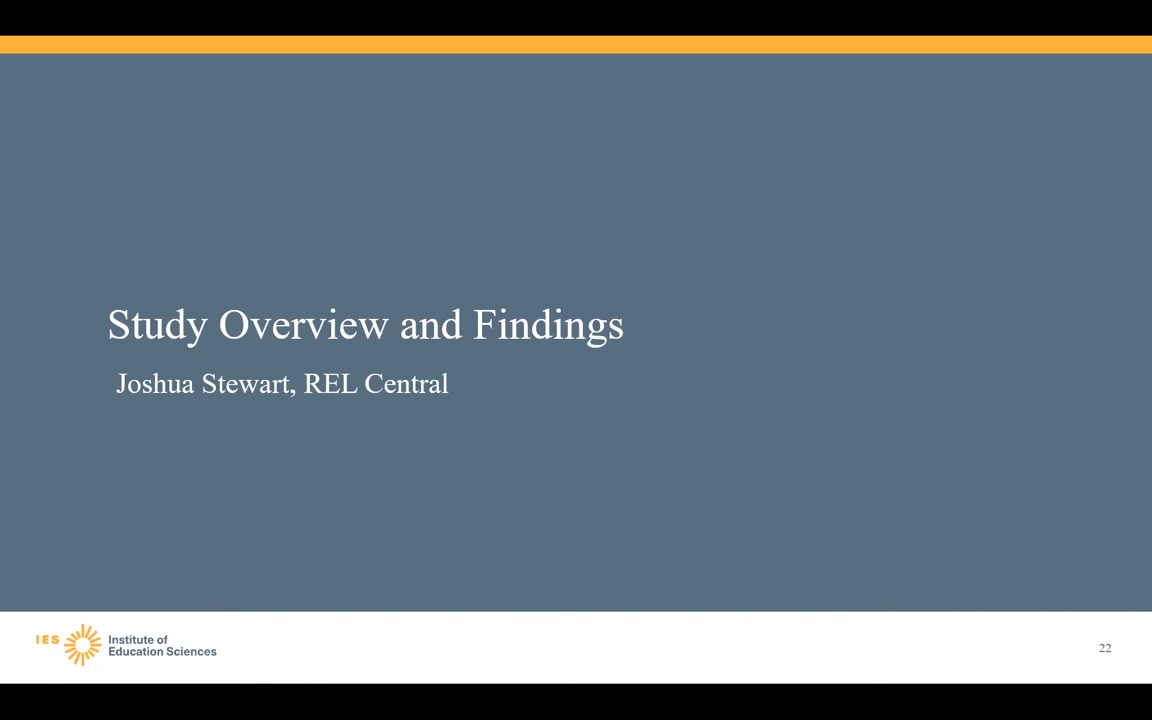 Study Overview and Findings
Joshua Stewart, REL Central
IES
Institute of
Education Sciences
22